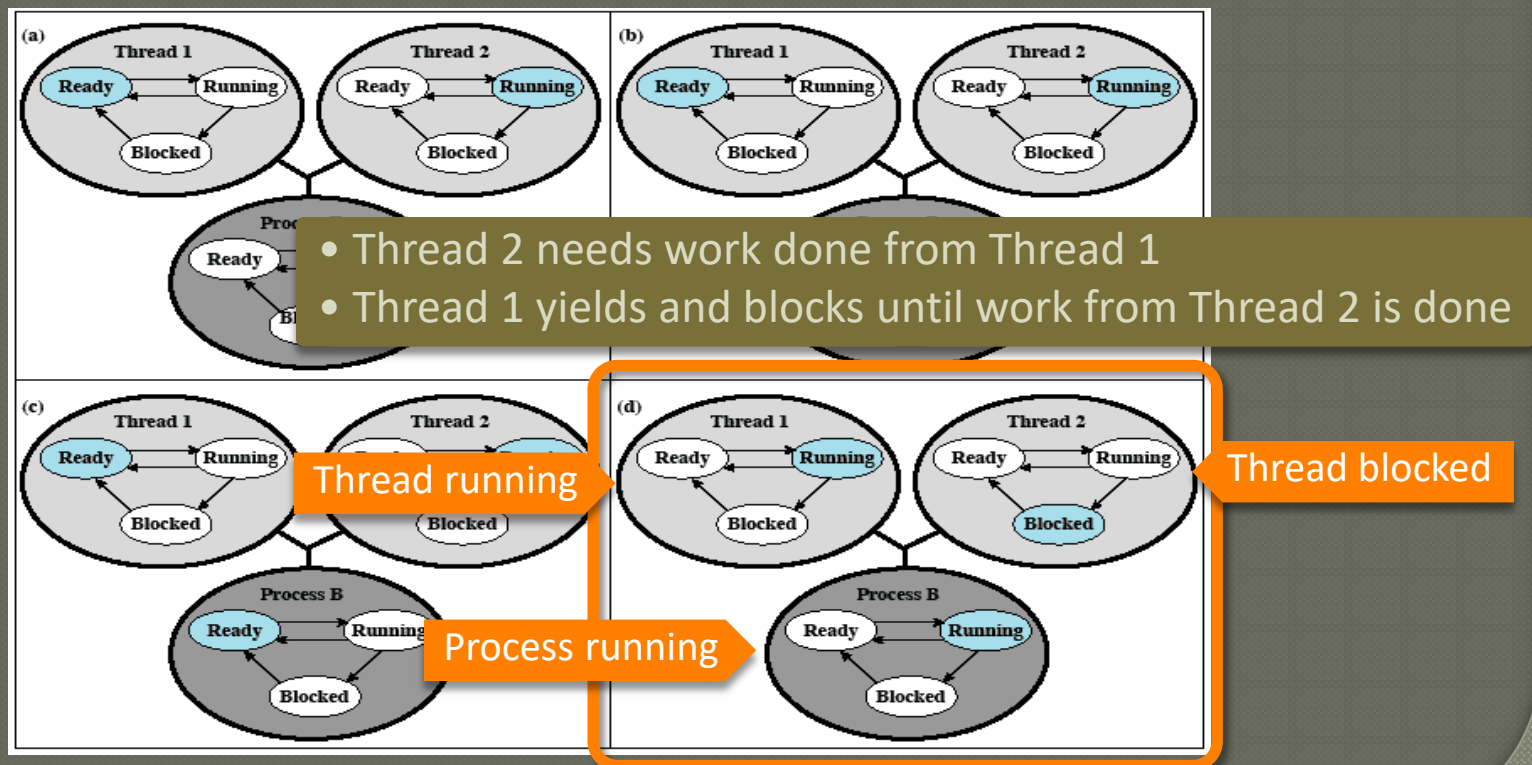 (a)
Thread 1
Thread 2
Ready
Running
Ready
Running
Blocked
Blocked
(b)
Thread 1
Thread 2
Ready
Running
Ready
Running
Blocked
Blocked
Ready
• Thread 2 needs work done from Thread 1
• Thread 1 yields and blocks until work from Thread 2 is done
(c)
Thread 1
Thread 2
Ready
Running
Blocked
Blocked
Thread running
Process B
Ready
Running
Blocked
Process running
(d)
Thread 1
Thread 2
Ready
Running
Ready
Running
Blocked
Blocked
Thread blocked
Process B
Ready
Running
Blocked